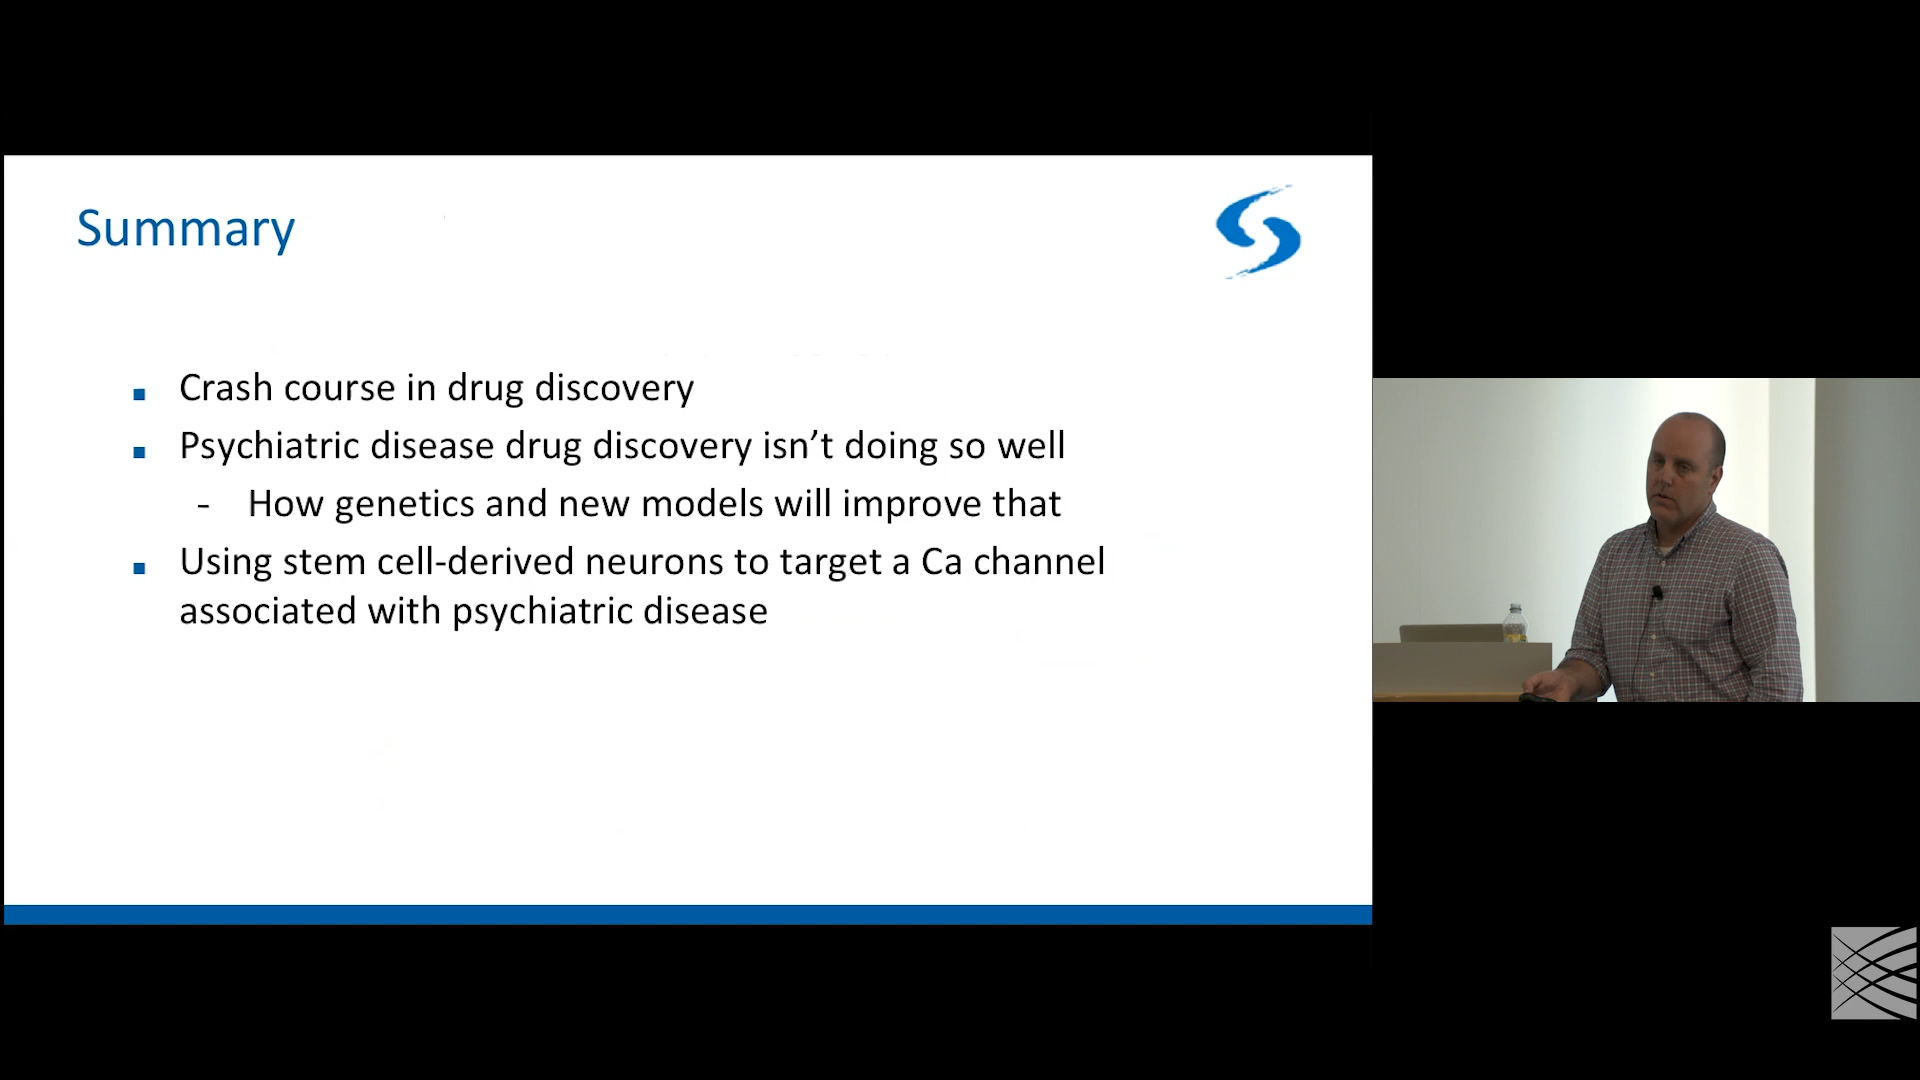 Summary
Crash course in drug discovery
Psychiatric disease drug discovery isn’t doing so well
- How genetics and new models will improve that
Using stem cell-derived neurons to target a Ca channel
associated with psychiatric disease